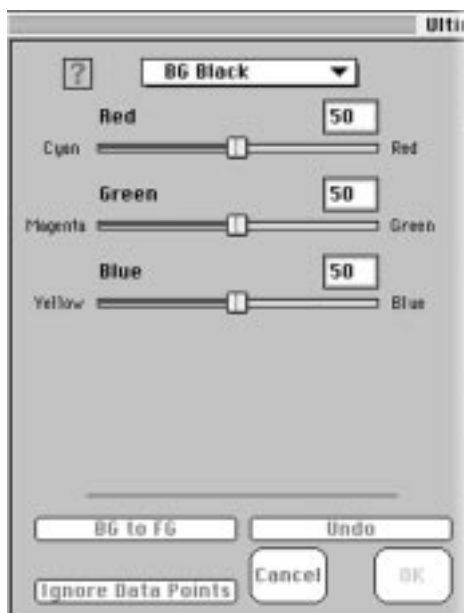 Ulti
? BG Black
Red 50
Cyan Red
Green 50
Magenta Green
Blue 50
Yellow Blue
BG to FG Undo
Ignore Data Points Cancel OK